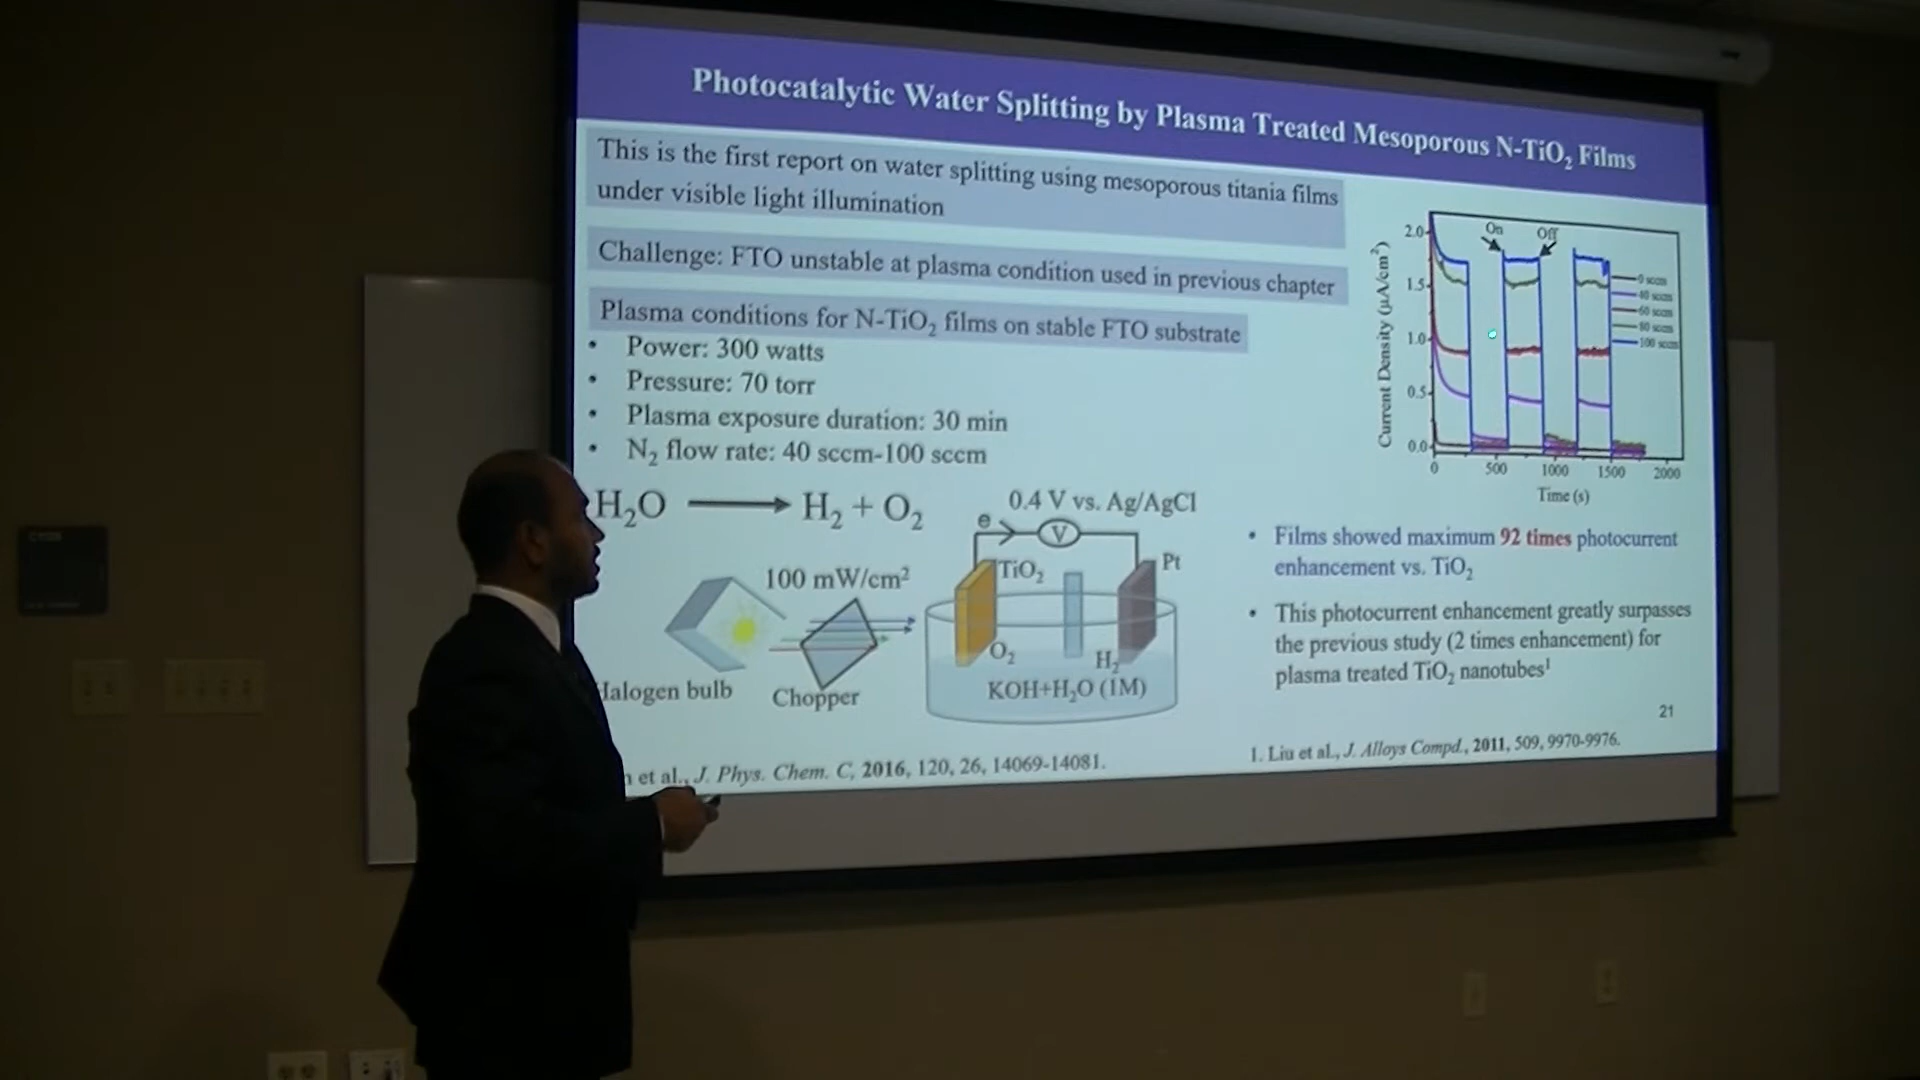 Photocatalytic Water Splitting by Plasma Treated Mesoporous N-TiO₂ Films
This is the first report on water splitting using mesoporous titania films
under visible light illumination
Challenge: FTO unstable at plasma condition used in previous chapter
Plasma conditions for N-TiO₂ films on stable FTO substrate
• Power: 300 watts
• Pressure: 70 torr
• Plasma exposure duration: 30 min
• N₂ flow rate: 40 sccm-100 sccm
H₂O → H₂ + O₂
0.4 V vs. Ag/AgCl
e
V
TiO₂
Pt
100 mW/cm²
O₂
H₂
KOH+H₂O (1M)
Halogen bulb
Chopper
et al., J. Phys. Chem. C, 2016, 120, 26, 14069-14081.
On
Off
Current Density (μA/cm²)
2.0
1.5
1.0
0.5
0.0
0 sccm
40 sccm
60 sccm
80 sccm
100 sccm
0
500
1000
1500
2000
Time (s)
• Films showed maximum 92 times photocurrent
enhancement vs. TiO₂
• This photocurrent enhancement greatly surpasses
the previous study (2 times enhancement) for
plasma treated TiO₂ nanotubes¹
21
1. Liu et al., J. Alloys Compd., 2011, 509, 9970-9976.